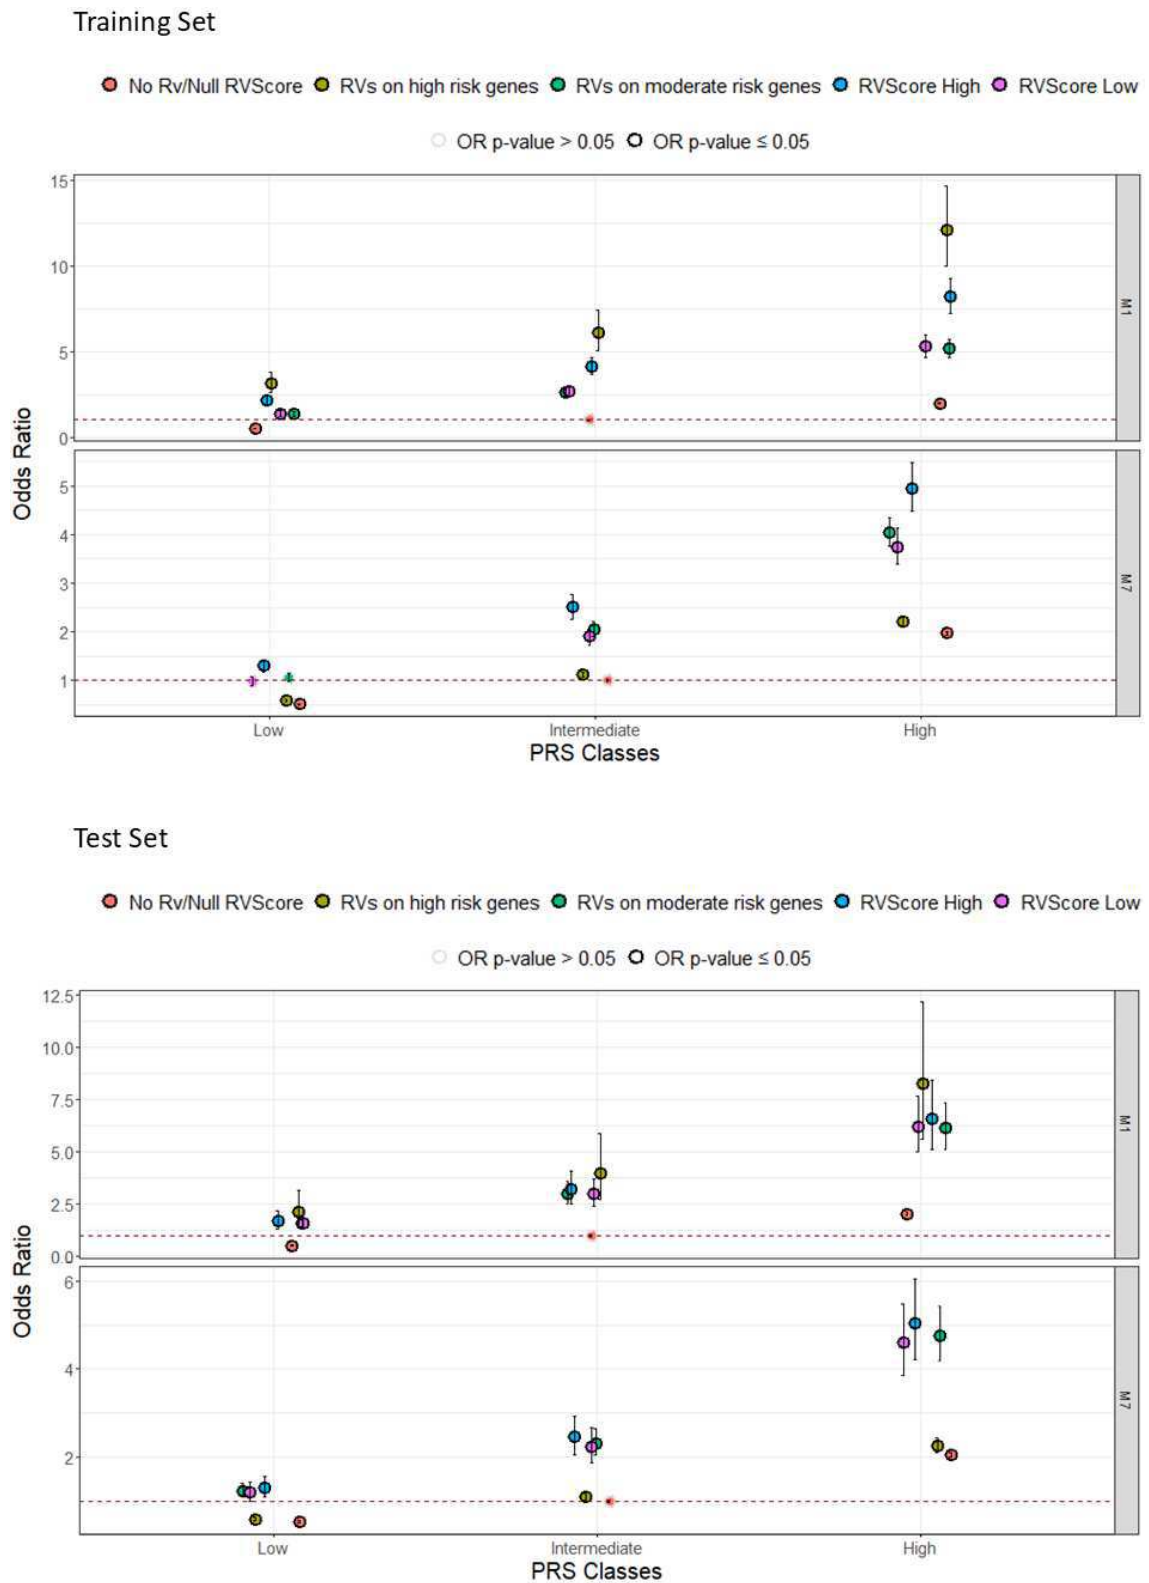 Training Set
No Rv/Null RVScore RVs on high risk genes RVs on moderate risk genes RVScore High RVScore Low
OR p-value > 0.05 OR p-value ≤ 0.05
15
10
5
0
M1
Odds Ratio
5
4
3
2
1
M7
Low Intermediate High
PRS Classes
Test Set
No Rv/Null RVScore RVs on high risk genes RVs on moderate risk genes RVScore High RVScore Low
OR p-value > 0.05 OR p-value ≤ 0.05
12.5
10.0
7.5
5.0
2.5
0.0
M1
Odds Ratio
6
4
2
M7
Low Intermediate High
PRS Classes